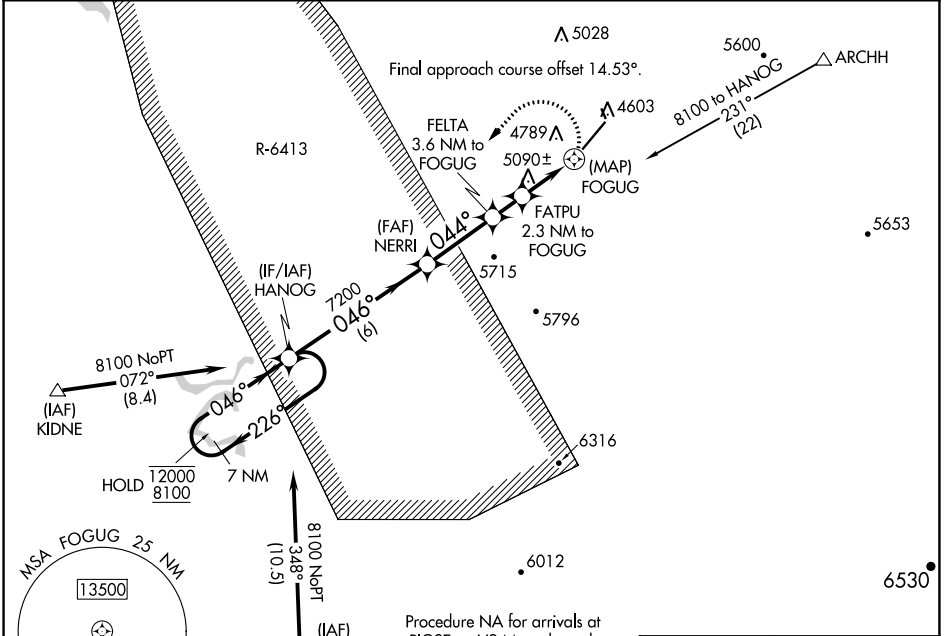 5028
5600
ARCHH
Final approach course offset 14.53°.
8100 to HANOG
231°
(22)
4603
FELTA
3.6 NM to
FOGUG
4789
5090±
(MAP)
FOGUG
R-6413
FATPU
2.3 NM to
FOGUG
(FAF)
NERRI
044°
5653
5715
(IF/IAF)
HANOG
7200
046°
(6)
5796
8100 NoPT
072°
(8.4)
(IAF)
KIDNE
046°
226°
HOLD
12000
8100
7 NM
6316
8100 NoPT
348°
(10.5)
MSA FOGUG 25 NM
13500
6012
6530
(IAF)
Procedure NA for arrivals at